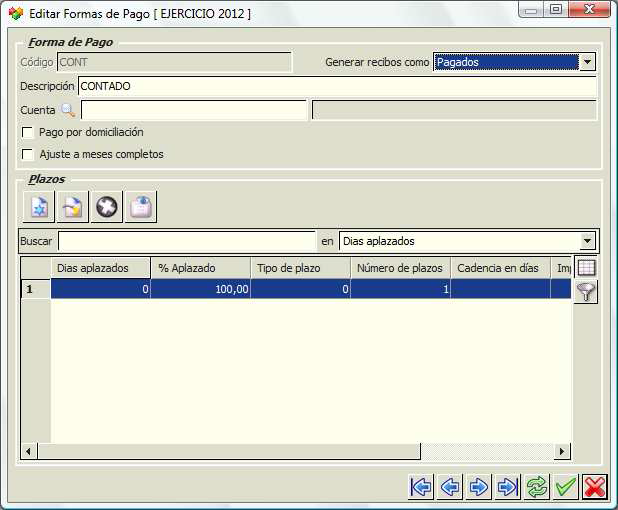 Editar Formas de Pago [ EJERCICIO 2012 ]
Forma de Pago
Código CONT Generar recibos como Pagados
Descripción CONTADO
Cuenta
Pago por domiciliación
Ajuste a meses completos
Plazos
Buscar en Dias aplazados
Dias aplazados % Aplazado Tipo de plazo Número de plazos Cadencia en días Imp
1 0 100,00 0 1